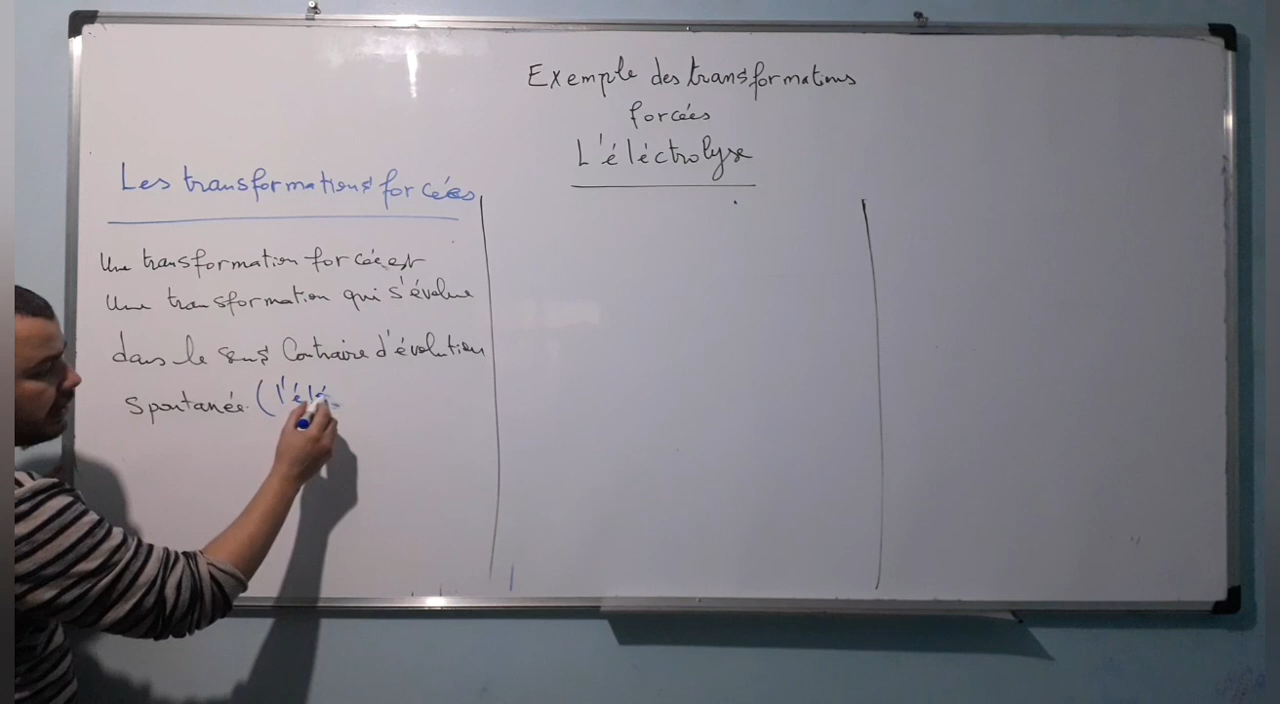 Exemple des transformations
forcées
L'éléctrolyse
Les transformations forcées
Une transformation forcée est
Une transformation qui s'évolue
dans le sens Contraire d'évolution
spontanée. (l'élé